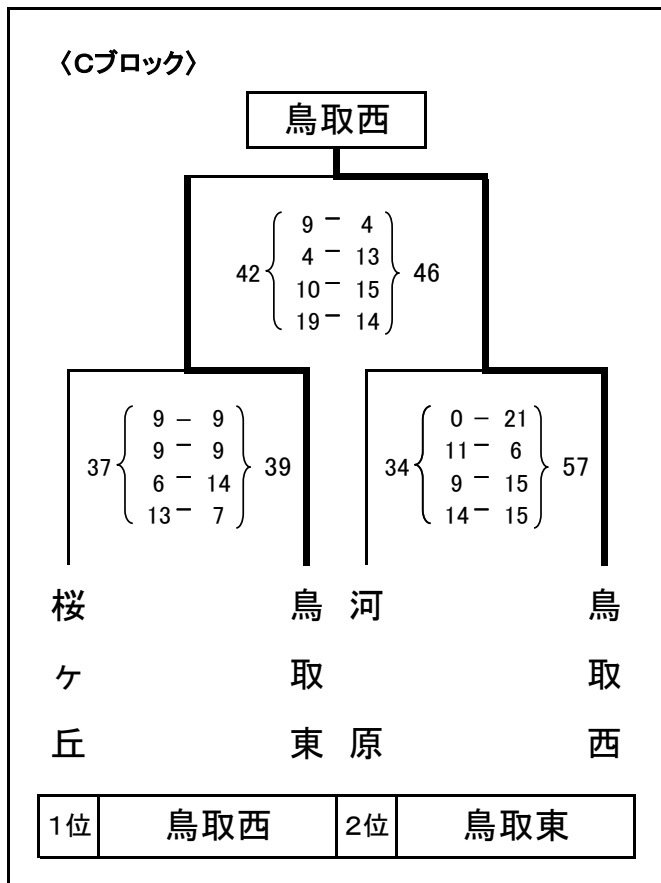 〈Cブロック〉
鳥取西
9 － 4
4 － 13
42 46
10 － 15
19 － 14
9 － 9 0 － 21
9 － 9 11 － 6
37 39 34 57
6 － 14 9 － 15
13 － 7 14 － 15
桜ヶ丘 鳥取東 河原 鳥取西
1位 鳥取西 2位 鳥取東